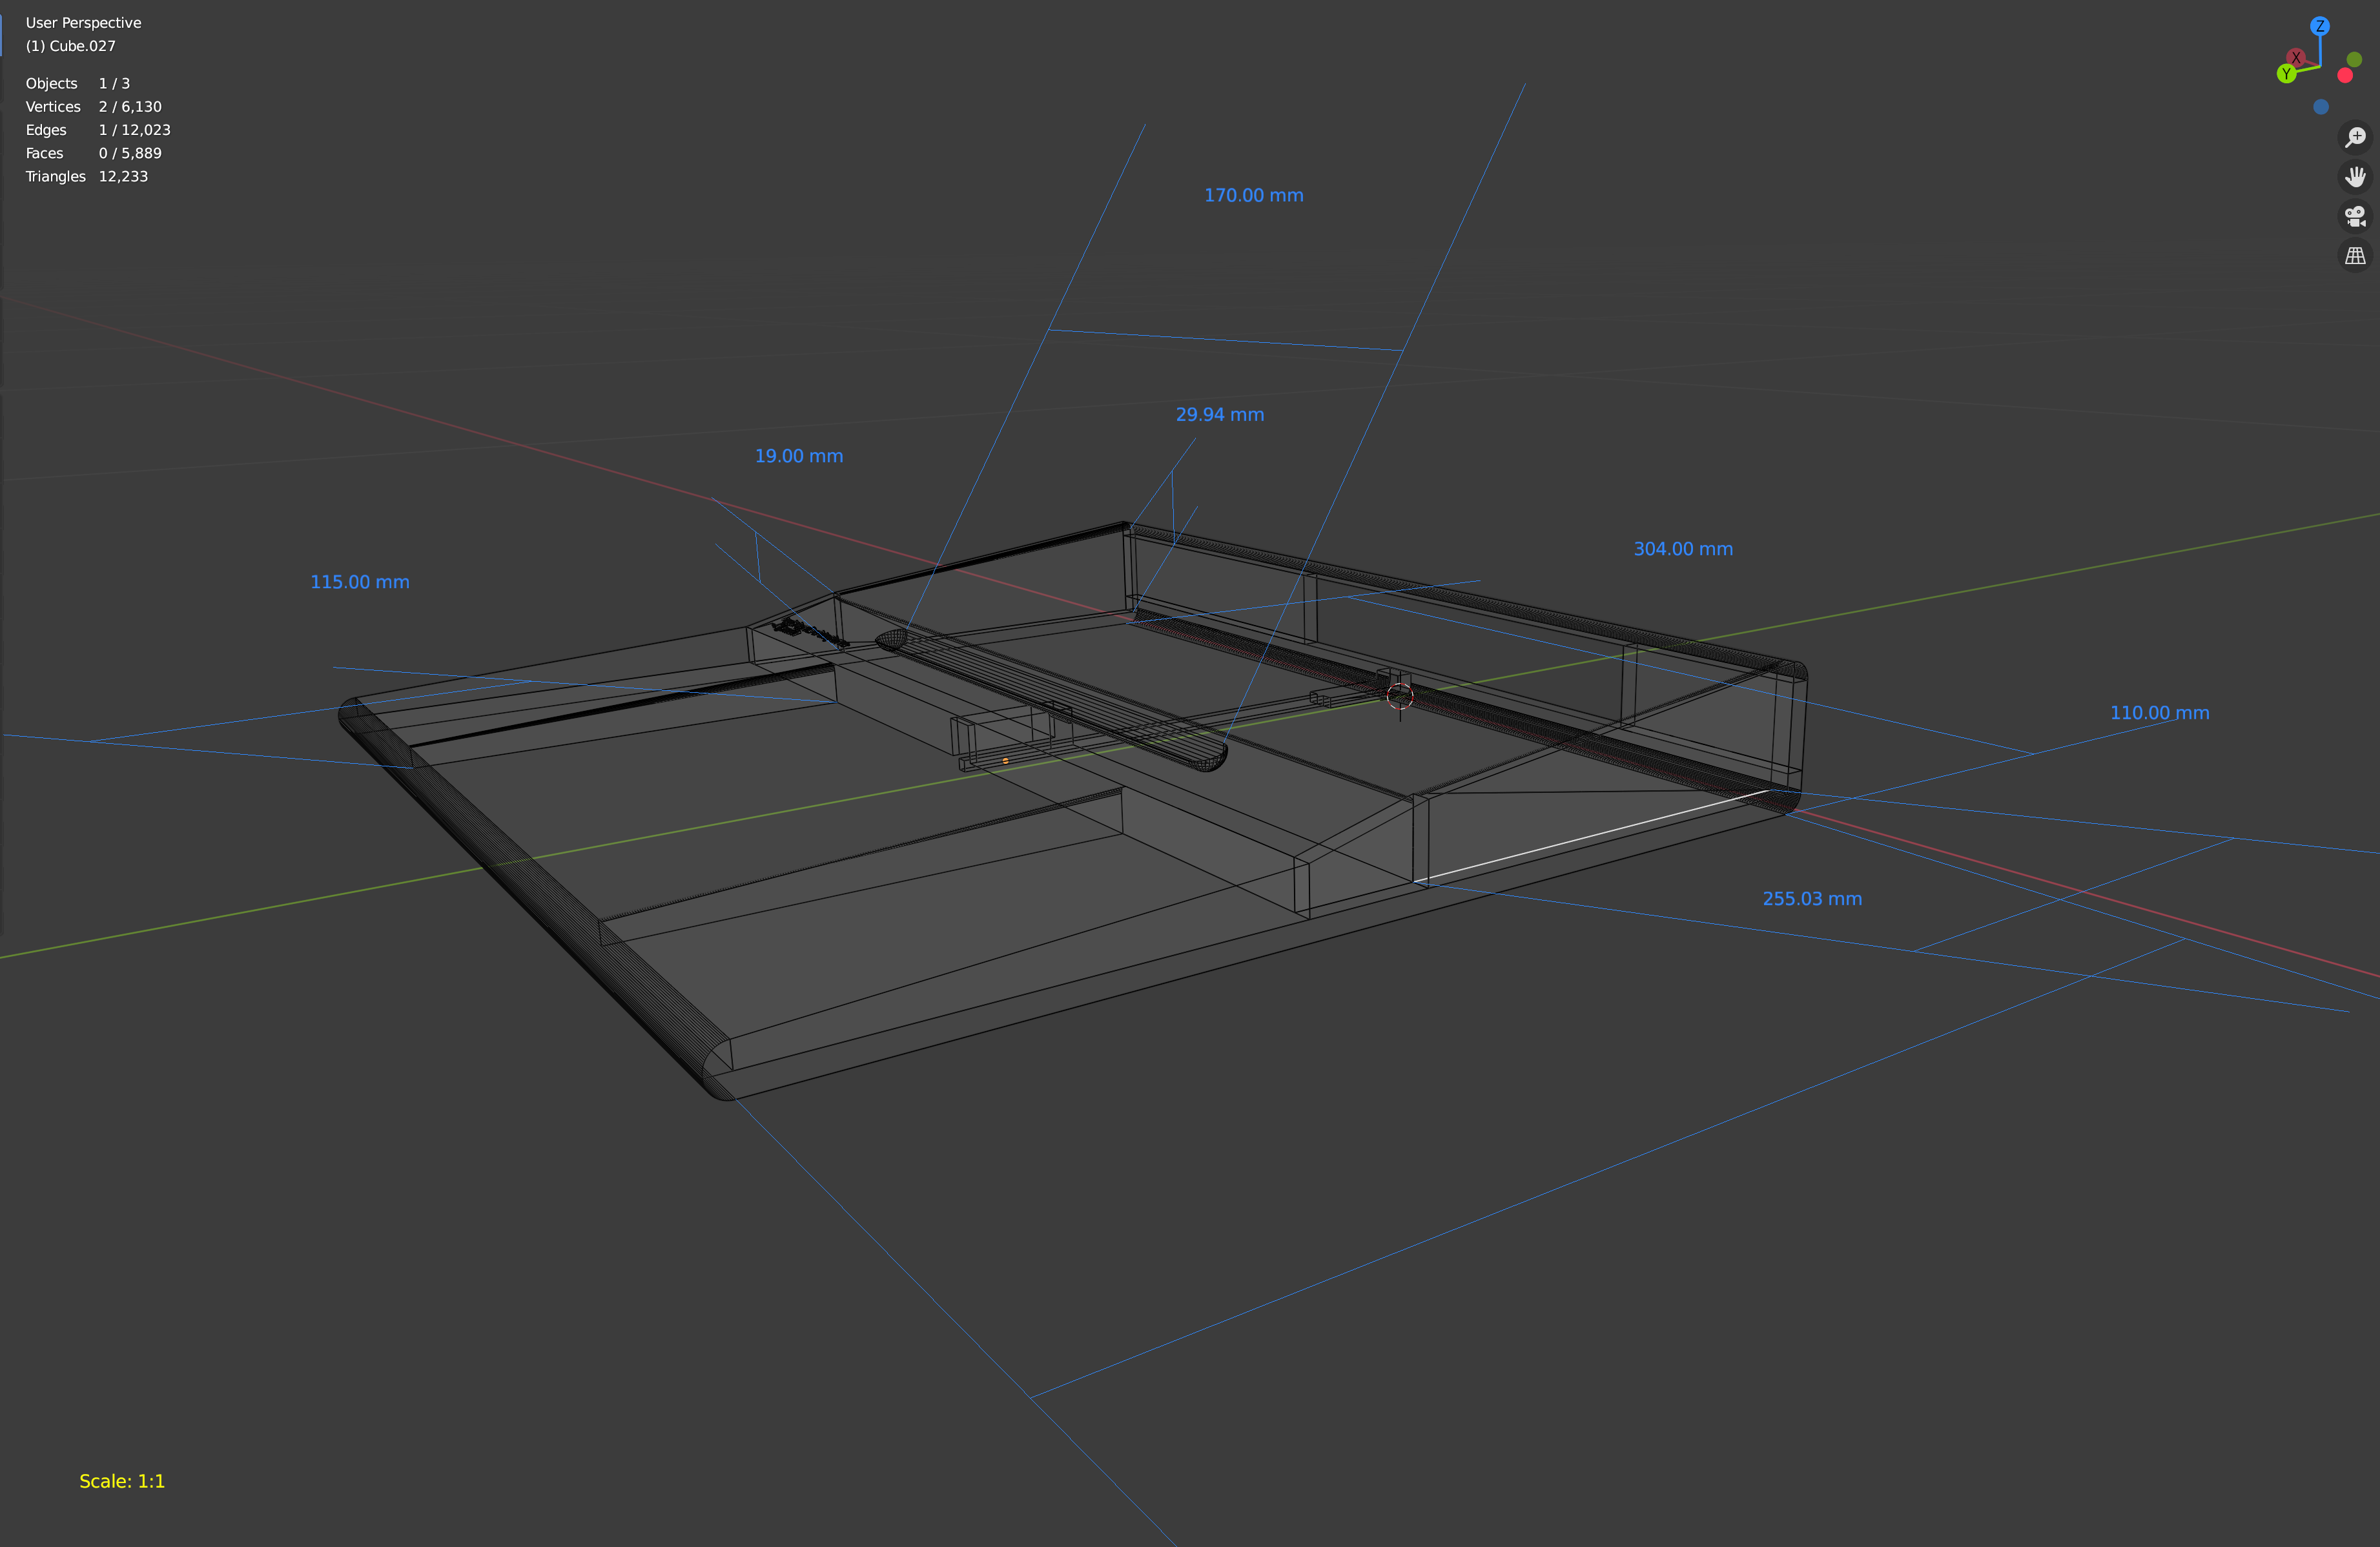 User Perspective
(1) Cube.027
Objects 1 / 3
Vertices 2 / 6,130
Edges 1 / 12,023
Faces 0 / 5,889
Triangles 12,233
Z
X
Y
170.00 mm
29.94 mm
19.00 mm
304.00 mm
115.00 mm
110.00 mm
255.03 mm
Scale: 1:1